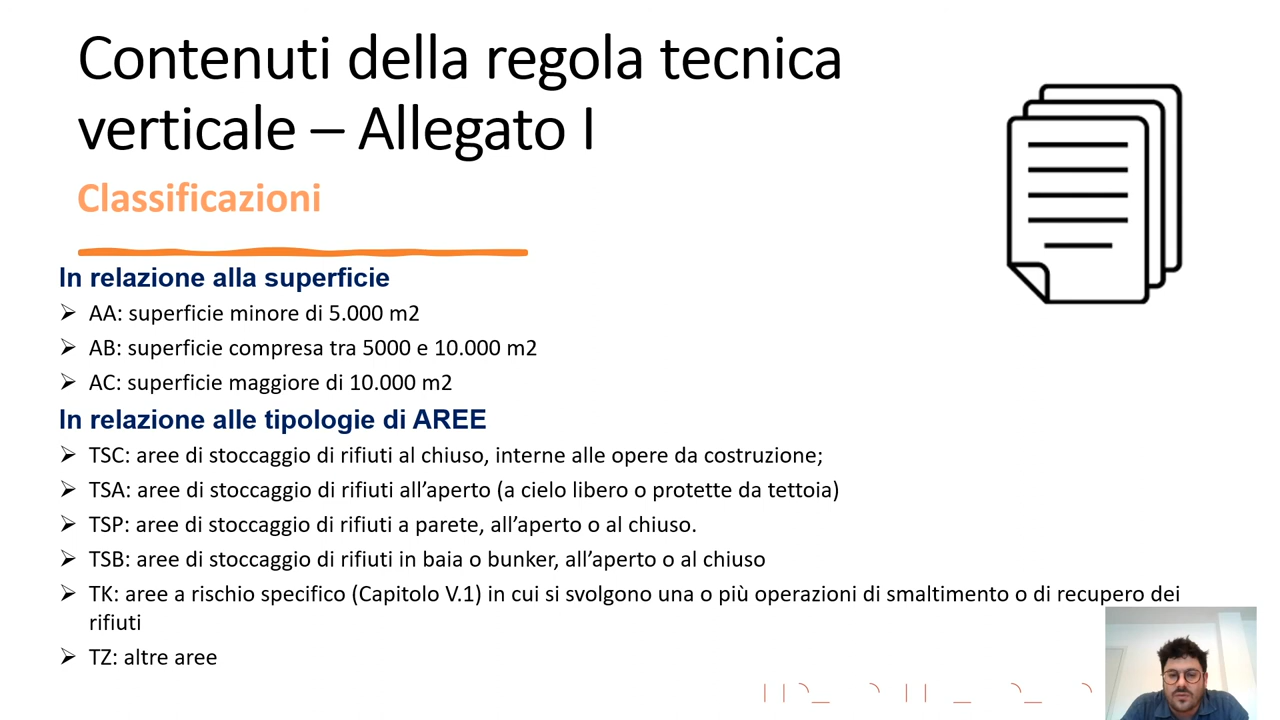 Contenuti della regola tecnica
verticale – Allegato I
Classificazioni
In relazione alla superficie
AA: superficie minore di 5.000 m2
AB: superficie compresa tra 5000 e 10.000 m2
AC: superficie maggiore di 10.000 m2
In relazione alle tipologie di AREE
TSC: aree di stoccaggio di rifiuti al chiuso, interne alle opere da costruzione;
TSA: aree di stoccaggio di rifiuti all’aperto (a cielo libero o protette da tettoia)
TSP: aree di stoccaggio di rifiuti a parete, all’aperto o al chiuso.
TSB: aree di stoccaggio di rifiuti in baia o bunker, all’aperto o al chiuso
TK: aree a rischio specifico (Capitolo V.1) in cui si svolgono una o più operazioni di smaltimento o di recupero dei
rifiuti
TZ: altre aree